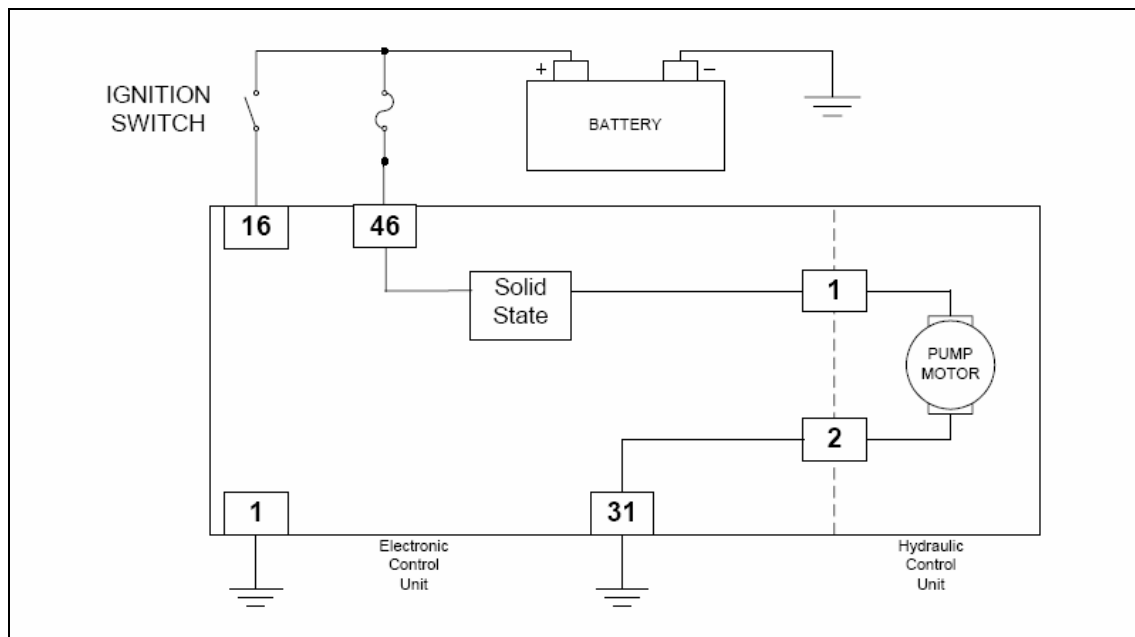 IGNITION
SWITCH
+
−
BATTERY
16
46
Solid
State
1
PUMP
MOTOR
2
1
31
Electronic
Control
Unit
Hydraulic
Control
Unit